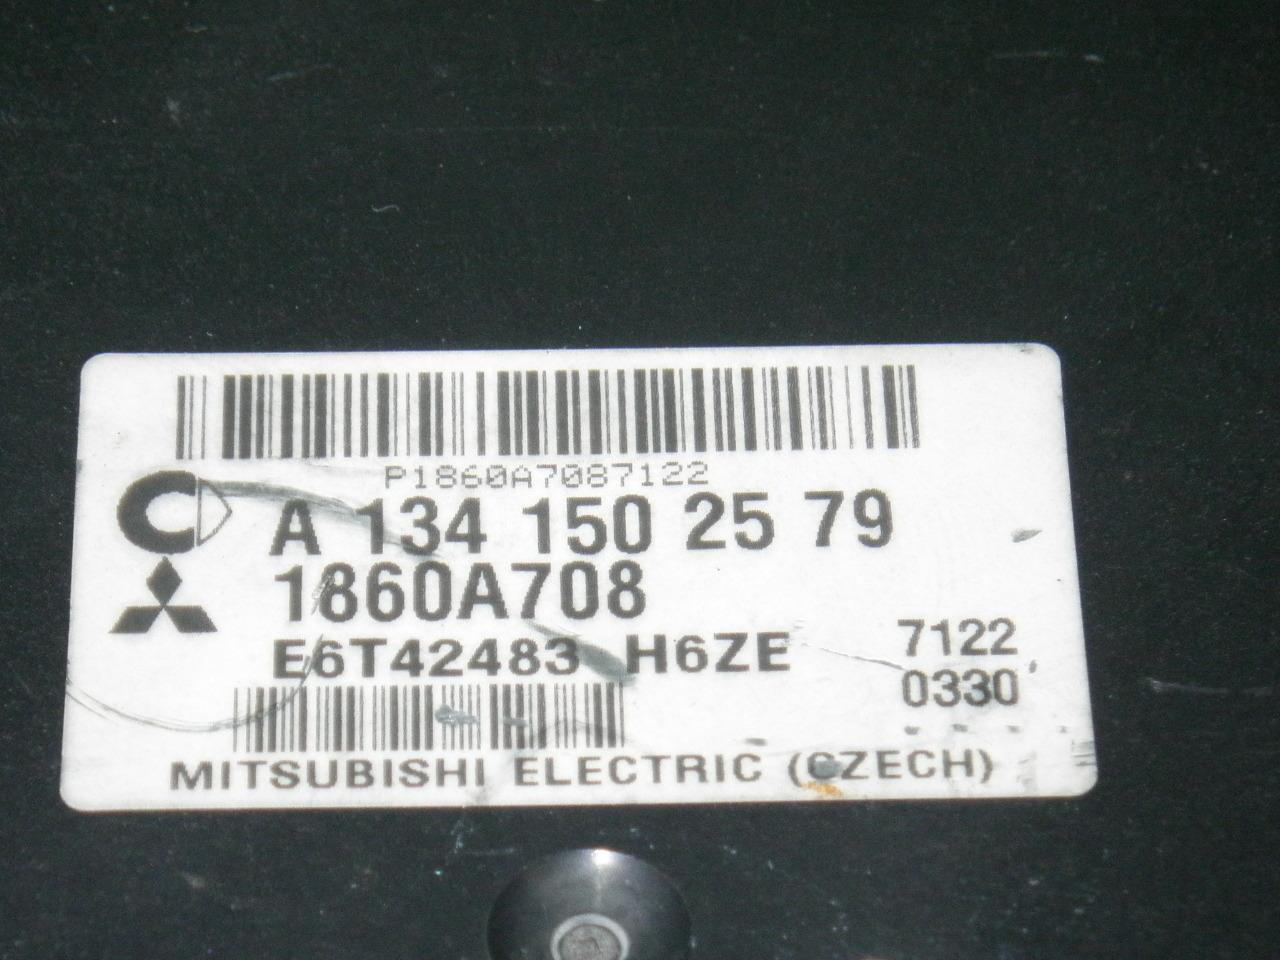 P1860A7087122
A 134 150 25 79
1860A708
E6T42483 H6ZE 7122
0330
MITSUBISHI ELECTRIC (CZECH)